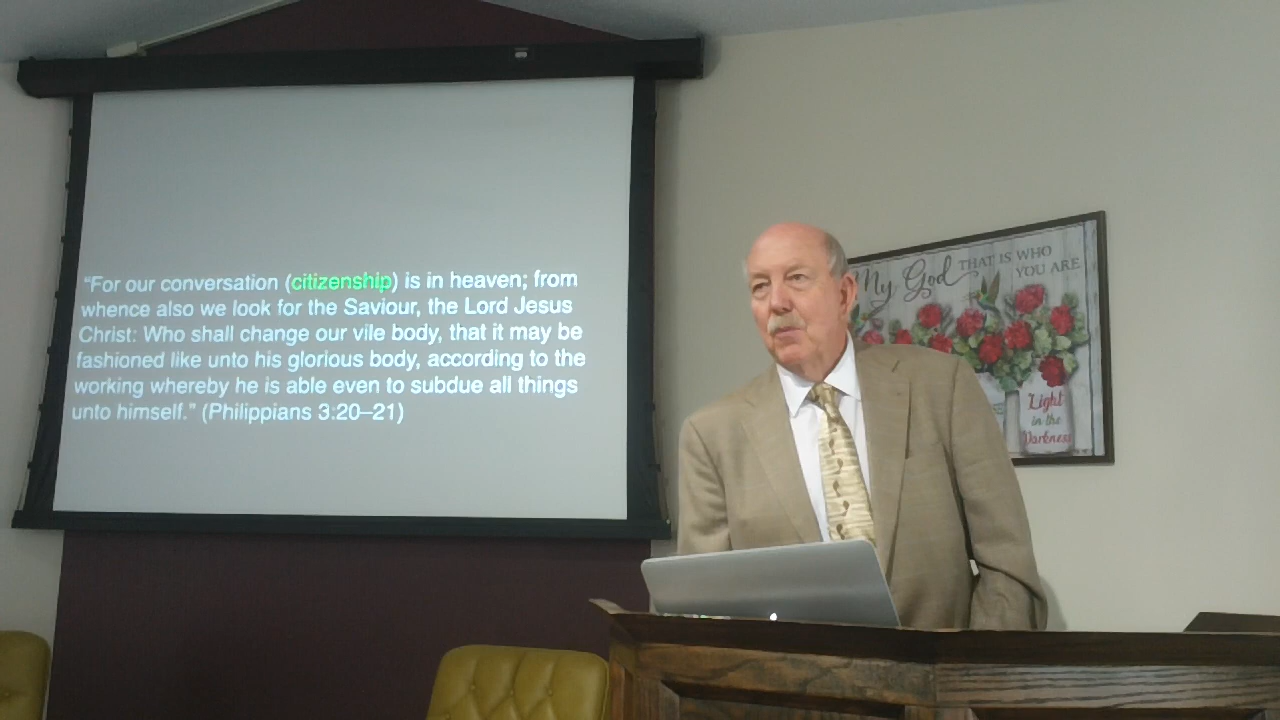 “For our conversation (citizenship) is in heaven; from
whence also we look for the Saviour, the Lord Jesus
Christ: Who shall change our vile body, that it may be
fashioned like unto his glorious body, according to the
working whereby he is able even to subdue all things
unto himself.” (Philippians 3:20–21)
My God THAT IS WHO
YOU ARE
Light
in the
Darkness